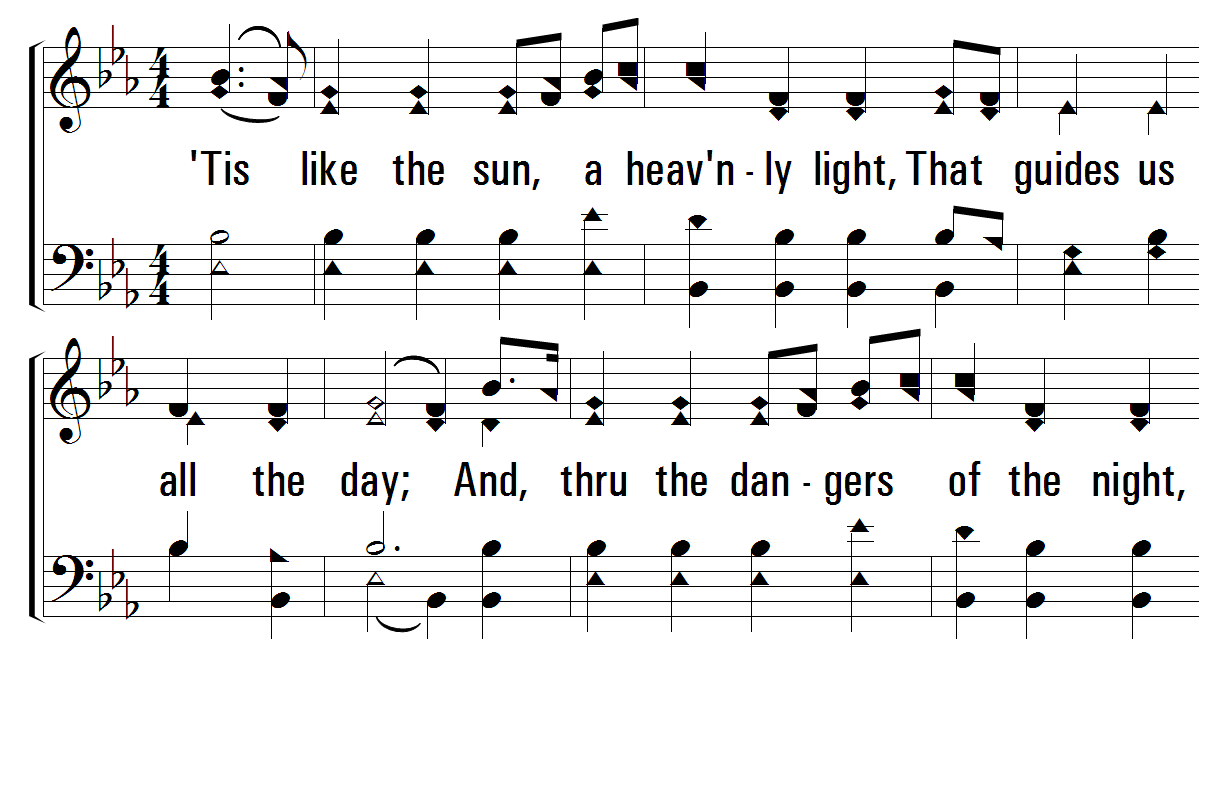 'Tis like the sun, a heav'n - ly light, That guides us
all the day; And, thru the dan - gers of the night,